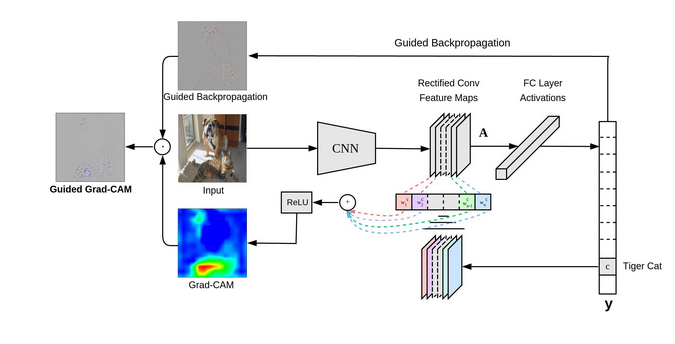 Guided Backpropagation
Guided Backpropagation
Rectified Conv
Feature Maps
FC Layer
Activations
CNN
A
Guided Grad-CAM
Input
ReLU
+
Grad-CAM
c
Tiger Cat
y